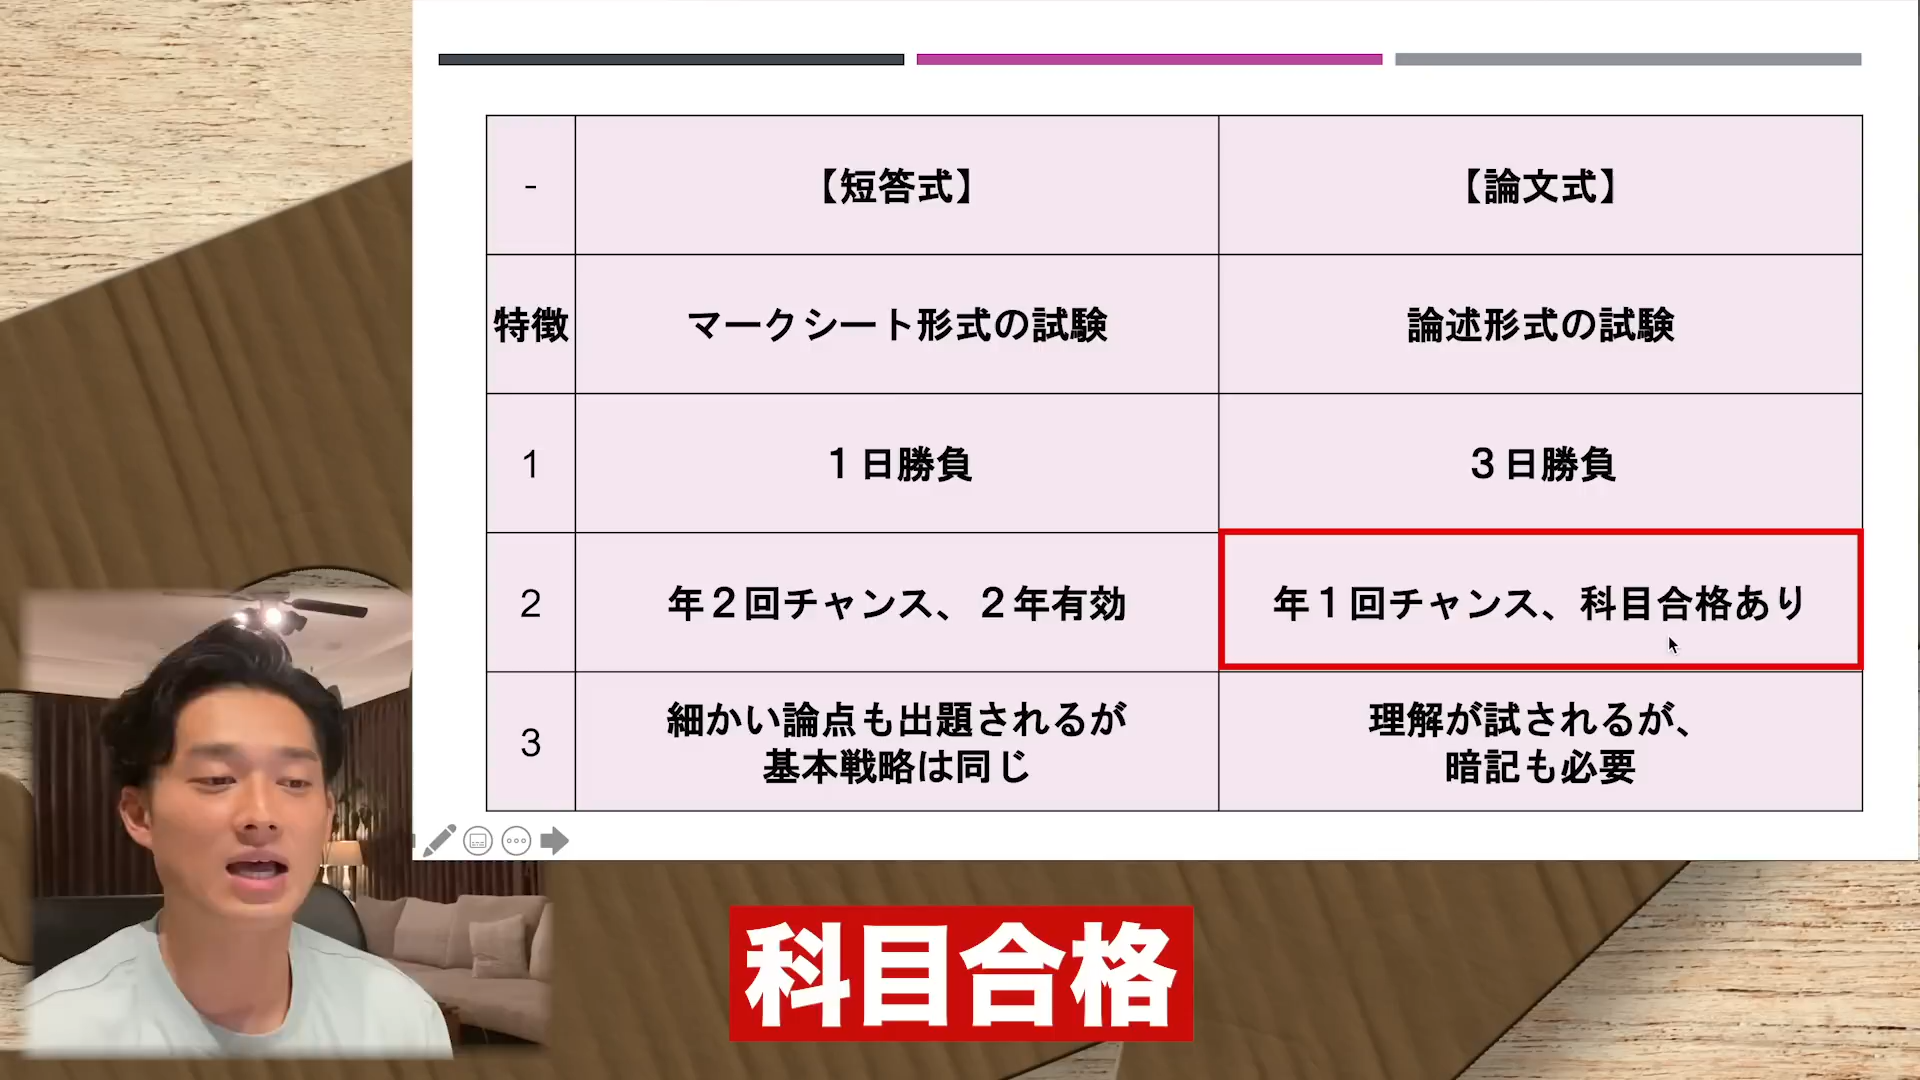 -
【短答式】
【論文式】
特徴
マークシート形式の試験
論述形式の試験
1
１日勝負
３日勝負
2
年２回チャンス、２年有効
年１回チャンス、科目合格あり
3
細かい論点も出題されるが
基本戦略は同じ
理解が試されるが、
暗記も必要
科目合格